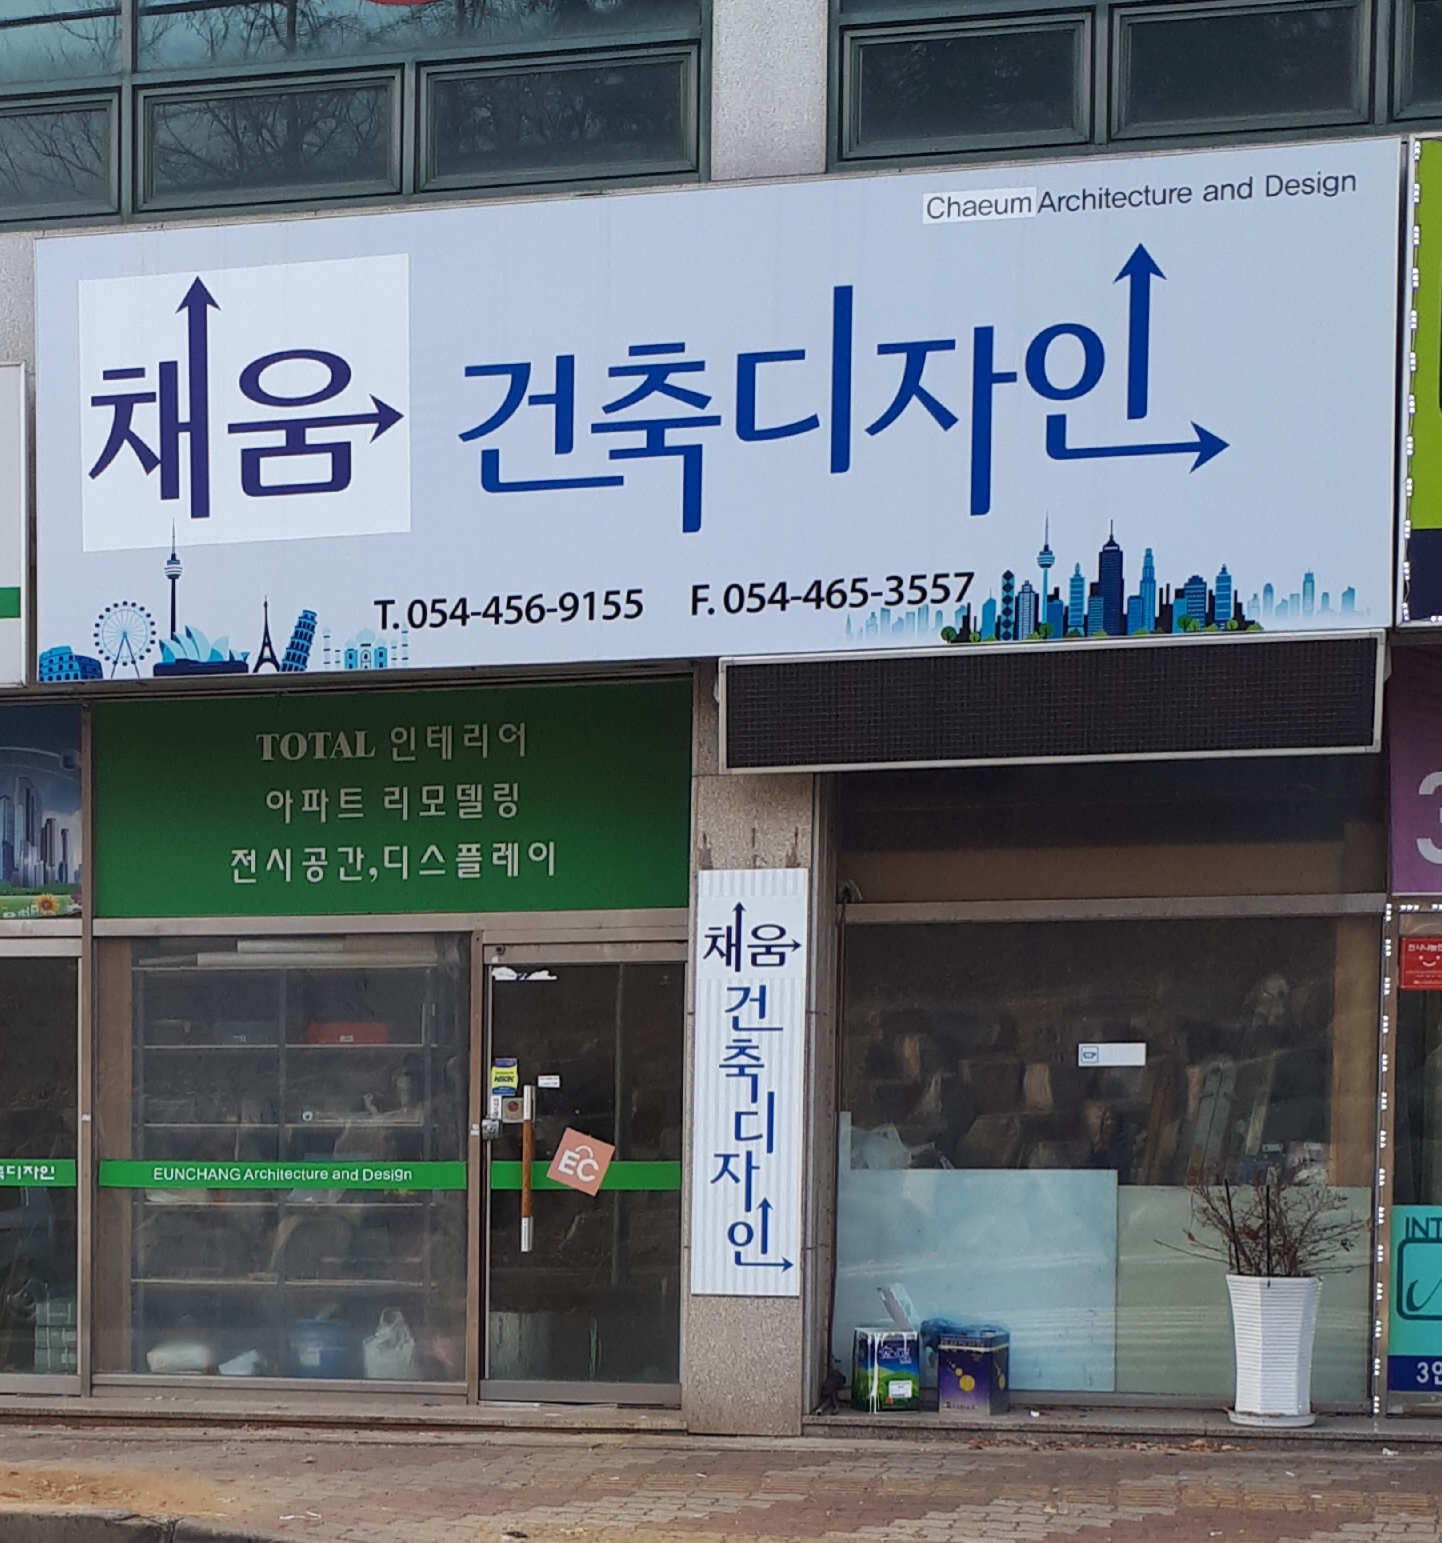 Chaeum Architecture and Design
채움 건축디자인
T. 054-456-9155 F. 054-465-3557
TOTAL 인테리어
아파트 리모델링
전시공간,디스플레이
채움
건
축
디
자
인
디자인
EUNCHANG Architecture and Design
EC
3
INT